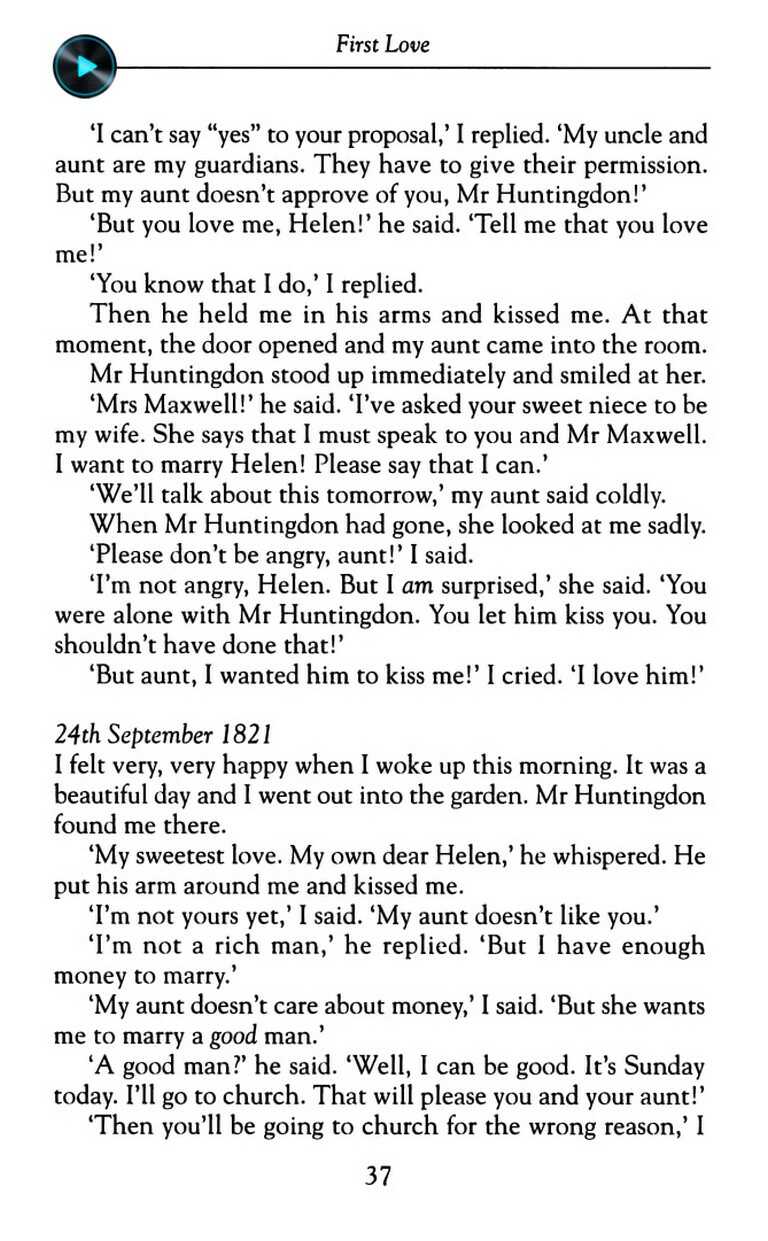 First Love
‘I can’t say “yes” to your proposal,’ I replied. ‘My uncle and
aunt are my guardians. They have to give their permission.
But my aunt doesn’t approve of you, Mr Huntingdon!’
‘But you love me, Helen!’ he said. ‘Tell me that you love
me!’
‘You know that I do,’ I replied.
Then he held me in his arms and kissed me. At that
moment, the door opened and my aunt came into the room.
Mr Huntingdon stood up immediately and smiled at her.
‘Mrs Maxwell!’ he said. ‘I’ve asked your sweet niece to be
my wife. She says that I must speak to you and Mr Maxwell.
I want to marry Helen! Please say that I can.’
‘We’ll talk about this tomorrow,’ my aunt said coldly.
When Mr Huntingdon had gone, she looked at me sadly.
‘Please don’t be angry, aunt!’ I said.
‘I’m not angry, Helen. But I am surprised,’ she said. ‘You
were alone with Mr Huntingdon. You let him kiss you. You
shouldn’t have done that!’
‘But aunt, I wanted him to kiss me!’ I cried. ‘I love him!’
24th September 1821
I felt very, very happy when I woke up this morning. It was a
beautiful day and I went out into the garden. Mr Huntingdon
found me there.
‘My sweetest love. My own dear Helen,’ he whispered. He
put his arm around me and kissed me.
‘I’m not yours yet,’ I said. ‘My aunt doesn’t like you.’
‘I’m not a rich man,’ he replied. ‘But I have enough
money to marry.’
‘My aunt doesn’t care about money,’ I said. ‘But she wants
me to marry a good man.’
‘A good man?’ he said. ‘Well, I can be good. It’s Sunday
today. I’ll go to church. That will please you and your aunt!’
‘Then you’ll be going to church for the wrong reason,’ I
37